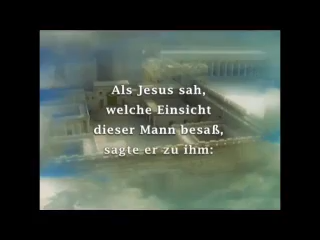 Als Jesus sah,
welche Einsicht
dieser Mann besaß,
sagte er zu ihm: